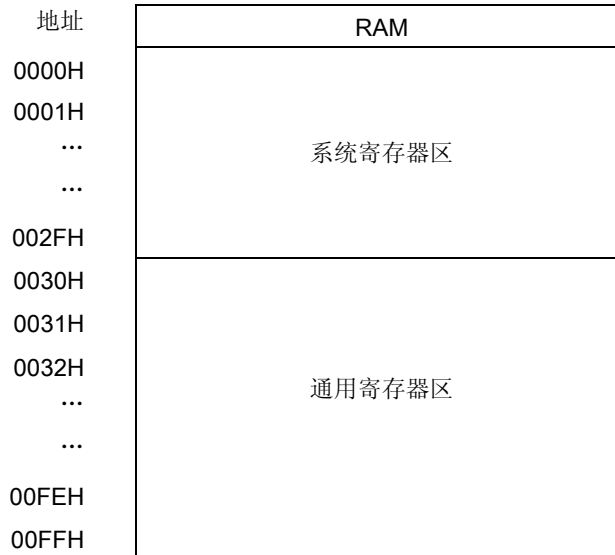 地址
RAM
0000H
0001H
...
系统寄存器区
...
002FH
0030H
0031H
0032H
通用寄存器区
...
...
00FEH
00FFH